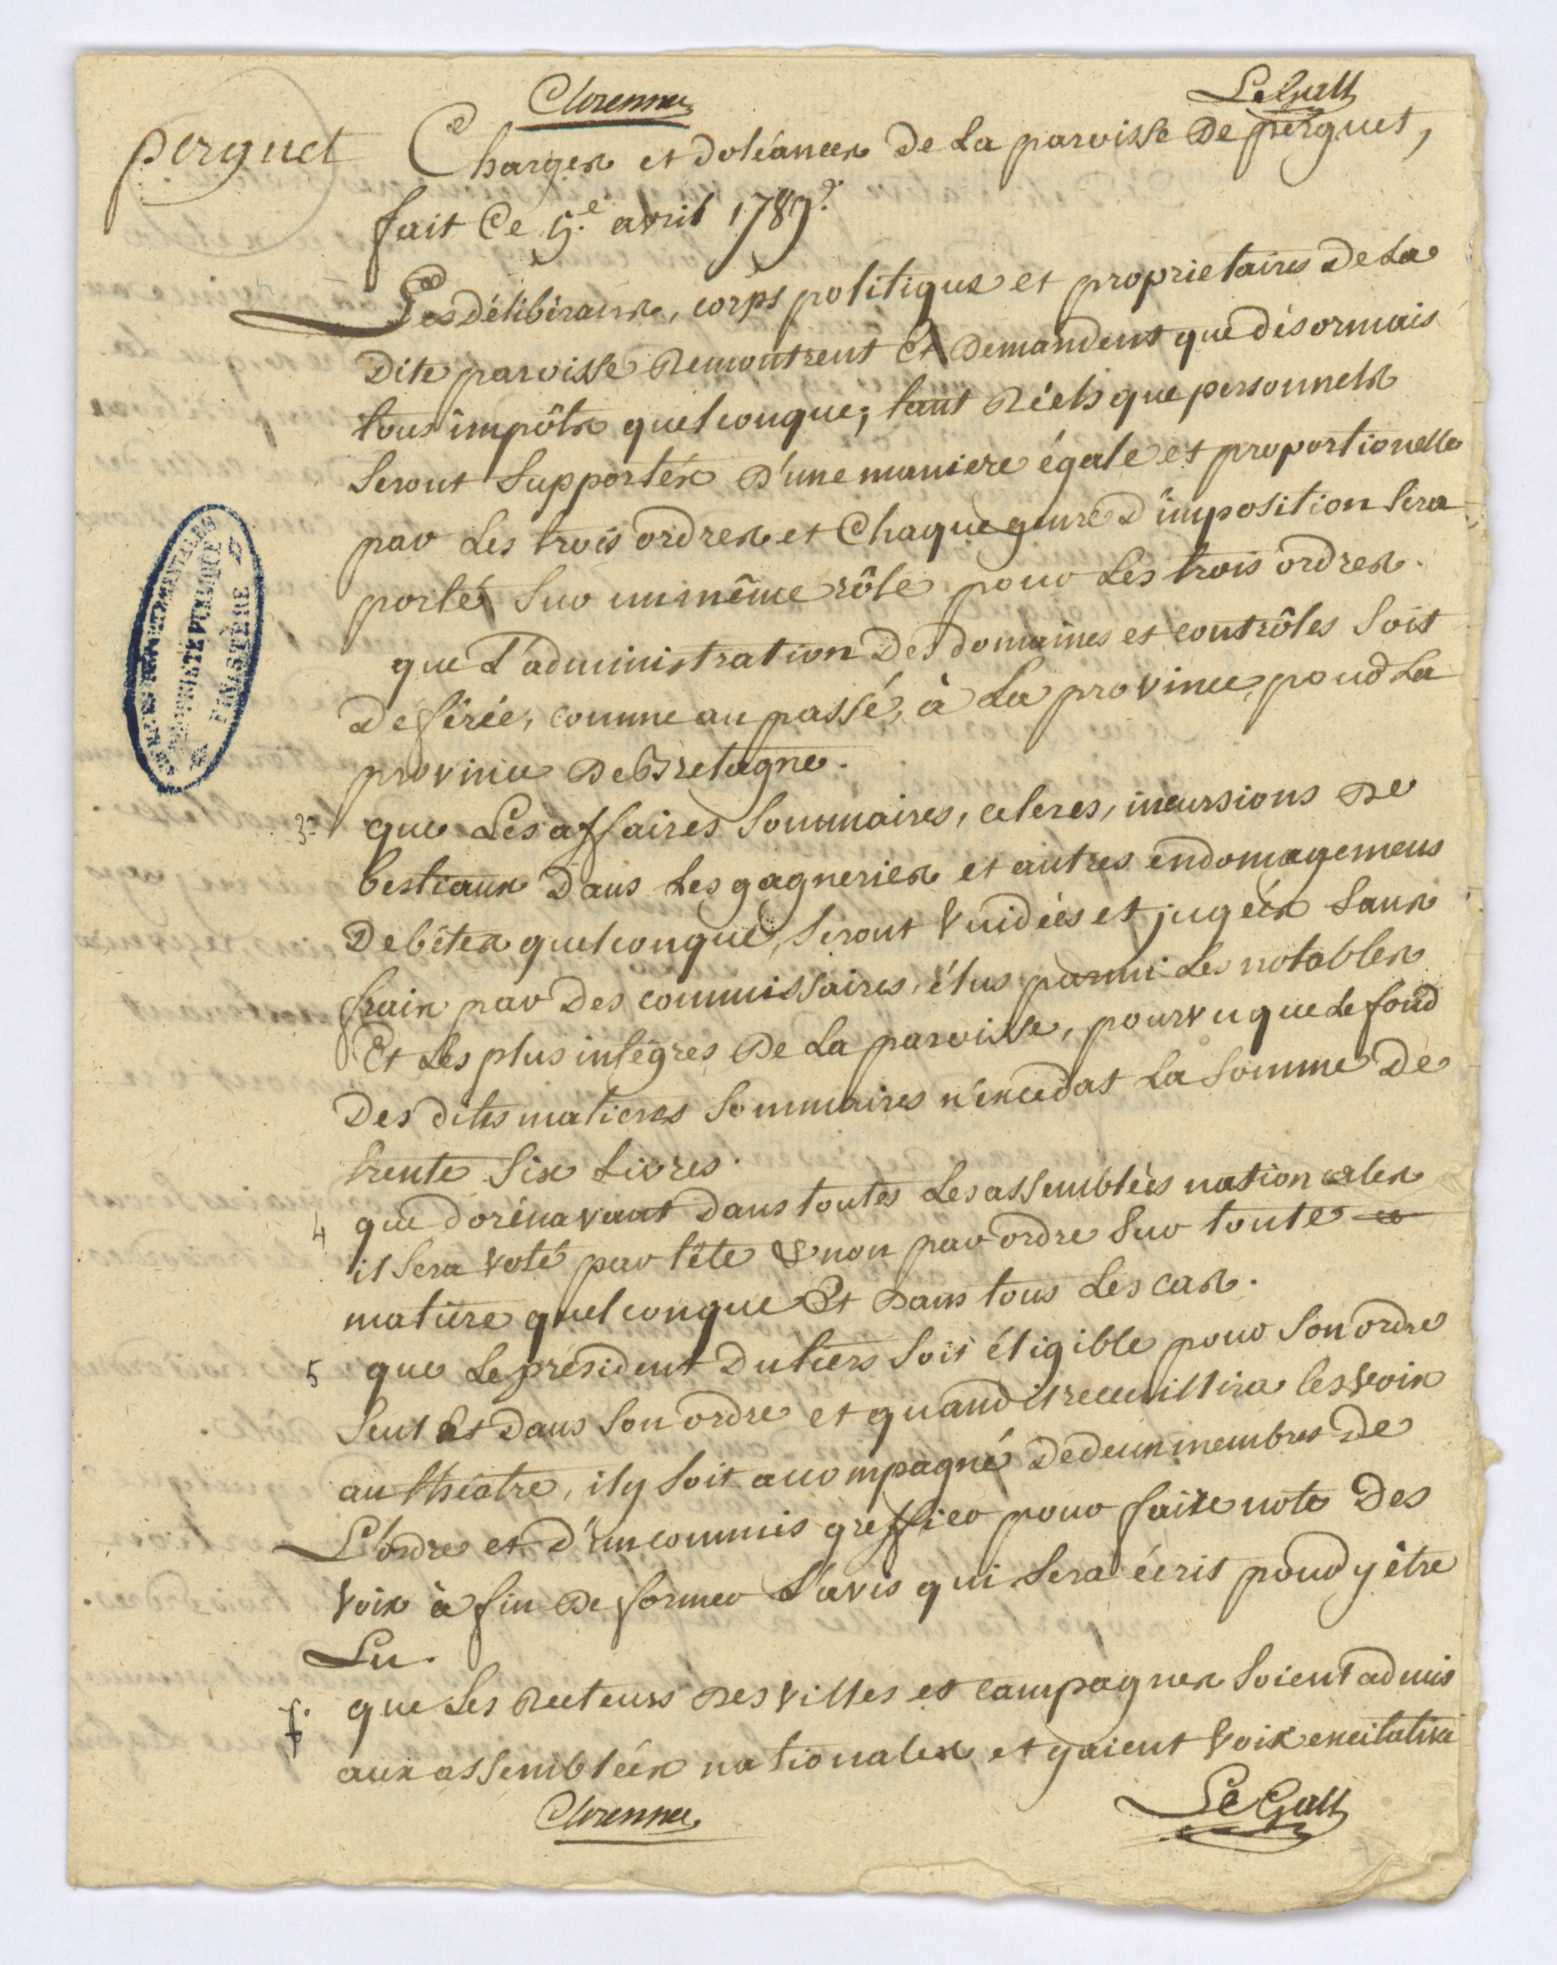 Clorennec
Le Gall
perguet
Charges et doléances de La paroisse De perguet,
fait Ce 5.e avril 1789.
Les Délibérans, corps politique et proprietaires De La
Dite paroisse Remontrent Et Demandent que désormais
tous impôts quelconque, tant Réels que personnels
Seront Supportés D'une maniere égale et proportionelle
par Les trois ordres et Chaque genre D'imposition Sera
porté Sur un même rôle pour Les trois ordres.
que L'administration Des domaines et contrôles Soit
Deférée, comme au passé, à La province, pour La
province De Bretagne.
3º que Les affaires Sommaires, celeres, incursions De
bestiaux Dans Les gagneries et autres endomagemens
De bêtes quelconque, Seront Vuidées et jugées Sans
frais par Des commissaires, élus parmi Les notables
Et Les plus intègres De La paroisse, pourvu que Le fond
Des dites matieres Sommaires n'excedat La Somme De
trente Six Livres.
4 que dorénavant Dans toutes Les assemblées nationales
il Sera Voté par tête & non par ordre Sur toute
matiere quelconque Et Dans tous Les cas.
5 que Le président Du tiers Soit éligible pour Son ordre
Seul Et Dans Son ordre et quand il recueillira les Voix
au théatre, il y Soit accompagné De deux membres De
L'ordre et D'un commis greffier pour faire note Des
Voix à fin De former L'avis qui Sera écrit pour y être
Lu.
que Les Recteurs Des Villes et campagnes Soient admis
aux assemblées nationales et y aient Voix excitative
Clorennec
Le Gall
FINISTÈRE